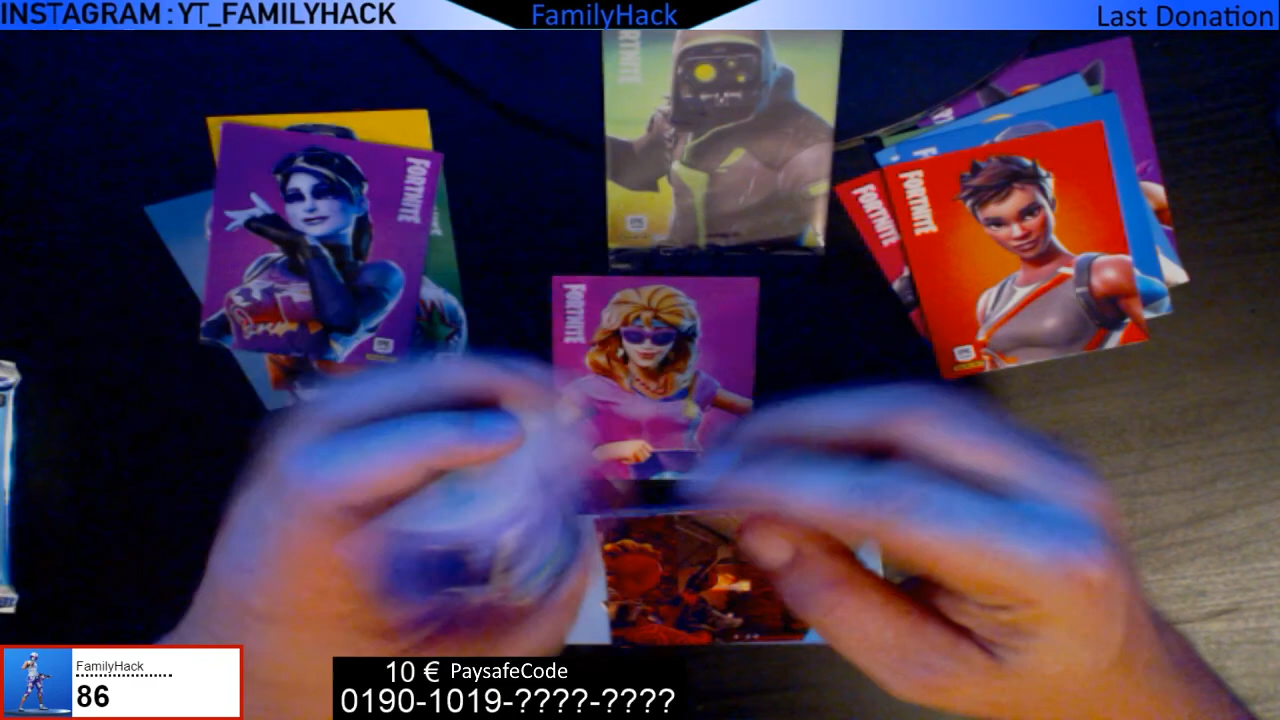 INSTAGRAM : YT_FAMILYHACK
FamilyHack
Last Donation
FORTNITE
FORTNITE
FORTNITE
FORTNITE
FamilyHack
86
10 € PaysafeCode
0190-1019-????-????